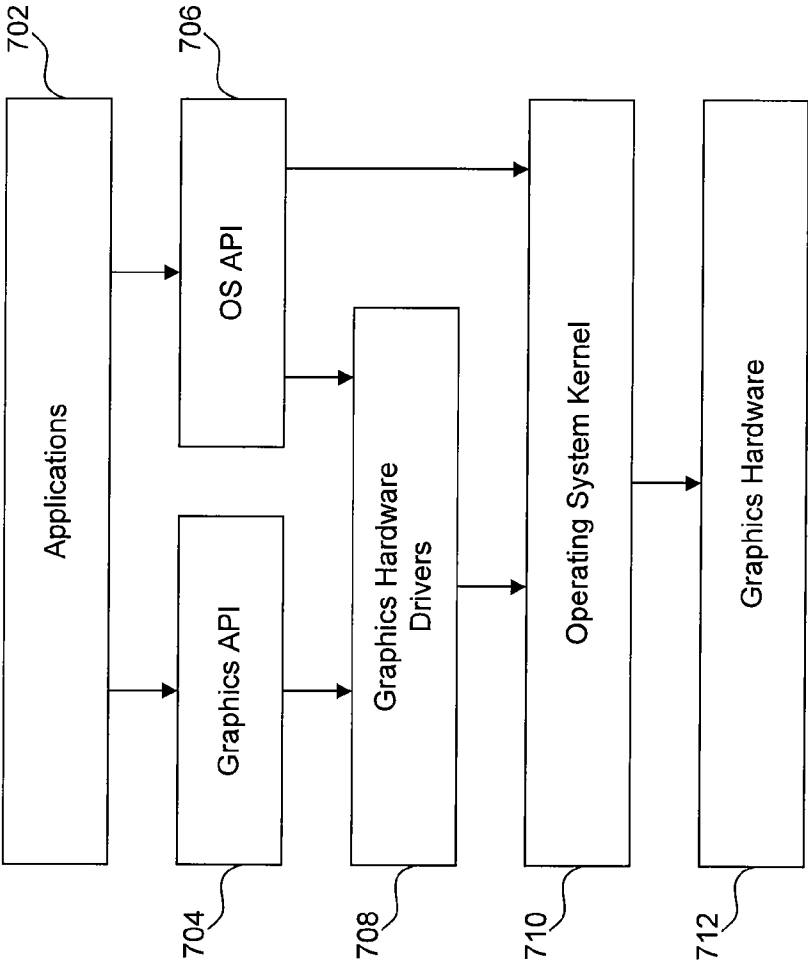 702
Applications
706
OS API
Graphics API
704
Graphics Hardware
Drivers
708
Operating System Kernel
710
Graphics Hardware
712